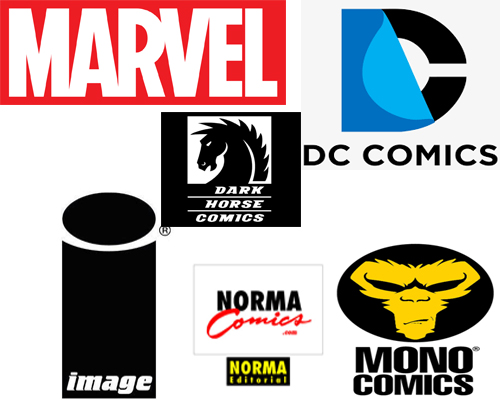 MARVEL
DC COMICS
DARK
HORSE
COMICS
®
image
NORMA
Comics
.com
NORMA
Editorial
MONO®
COMICS